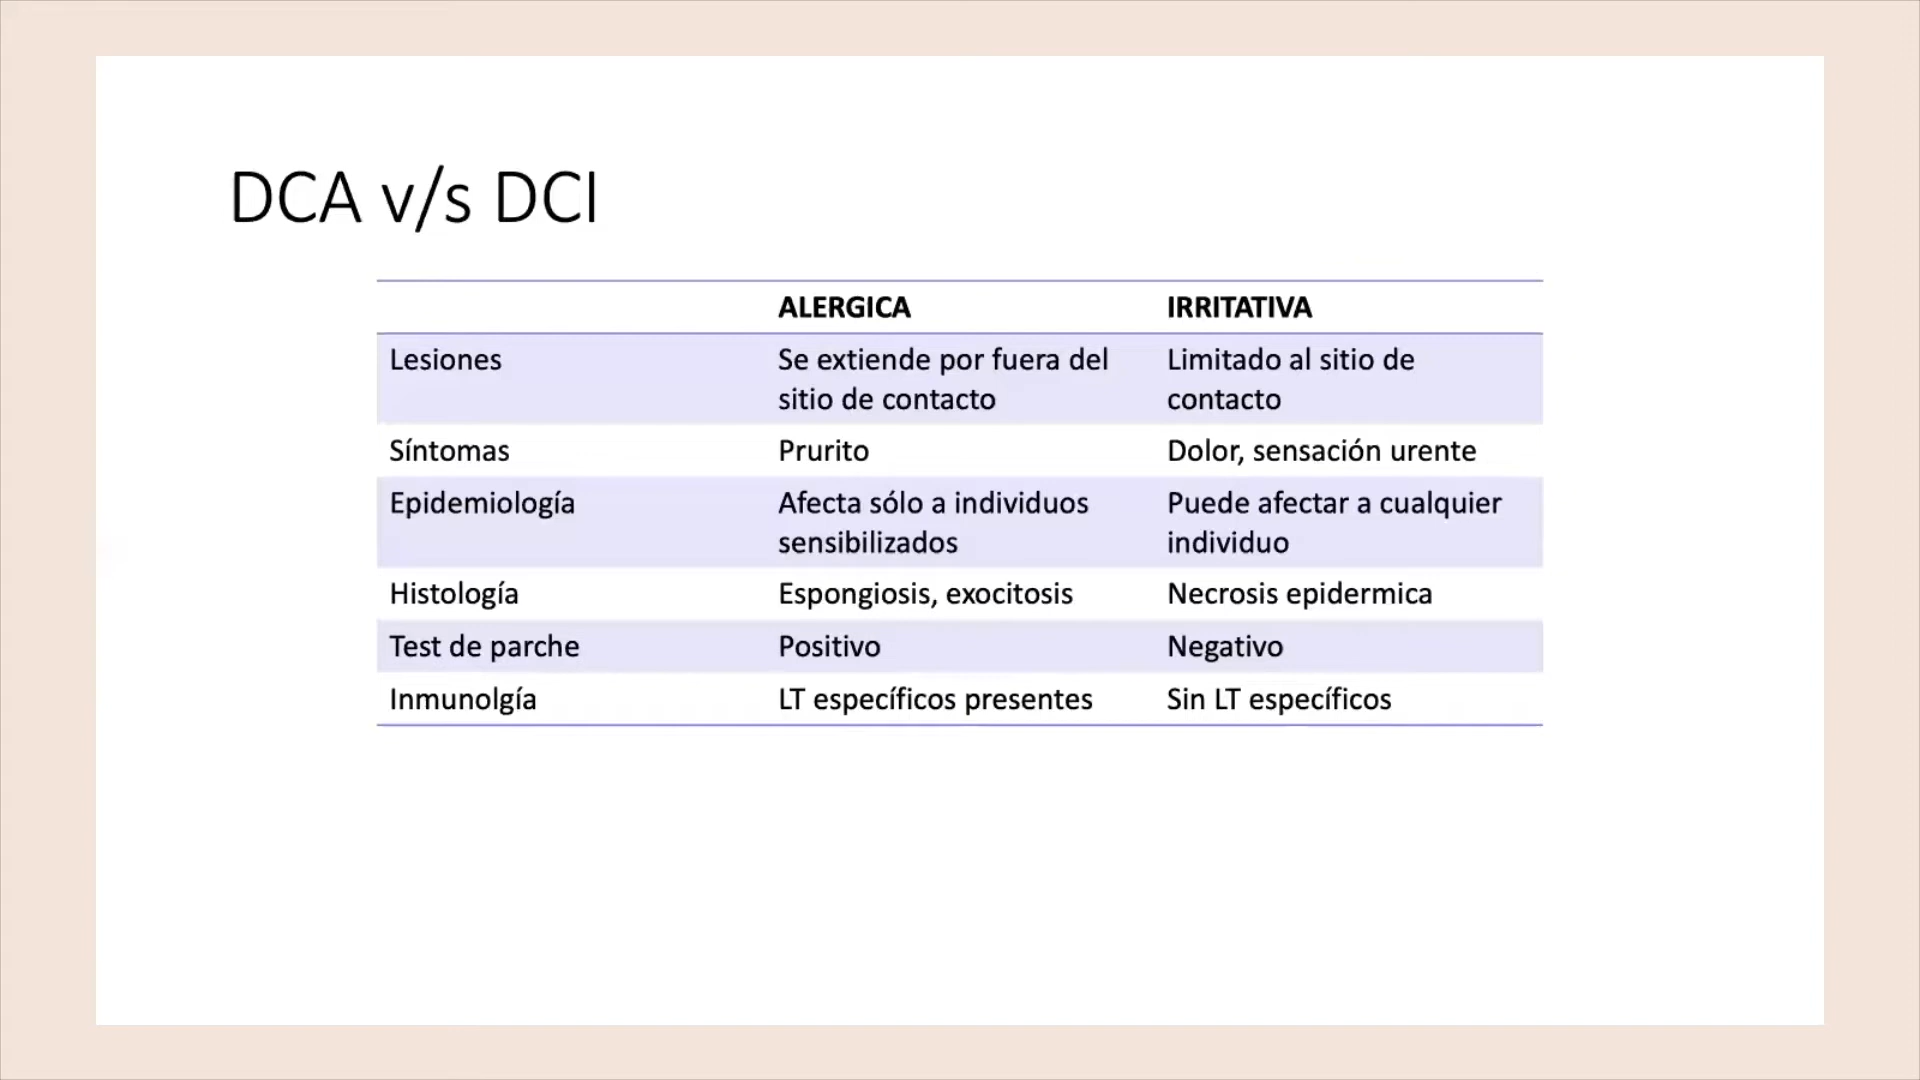 DCA v/s DCI
ALERGICA IRRITATIVA
Lesiones Se extiende por fuera del Limitado al sitio de
sitio de contacto contacto
Síntomas Prurito Dolor, sensación urente
Epidemiología Afecta sólo a individuos Puede afectar a cualquier
sensibilizados individuo
Histología Espongiosis, exocitosis Necrosis epidermica
Test de parche Positivo Negativo
Inmunolgía LT específicos presentes Sin LT específicos